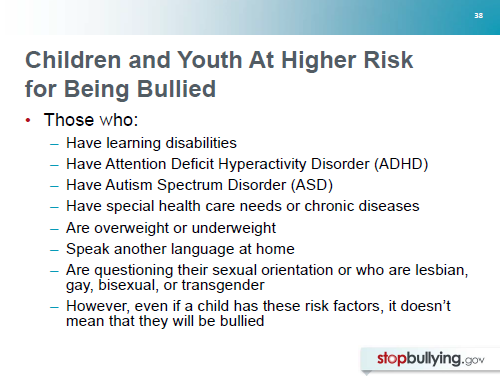 38
Children and Youth At Higher Risk
for Being Bullied
• Those who:
– Have learning disabilities
– Have Attention Deficit Hyperactivity Disorder (ADHD)
– Have Autism Spectrum Disorder (ASD)
– Have special health care needs or chronic diseases
– Are overweight or underweight
– Speak another language at home
– Are questioning their sexual orientation or who are lesbian,
gay, bisexual, or transgender
– However, even if a child has these risk factors, it doesn’t
mean that they will be bullied
stopbullying.gov